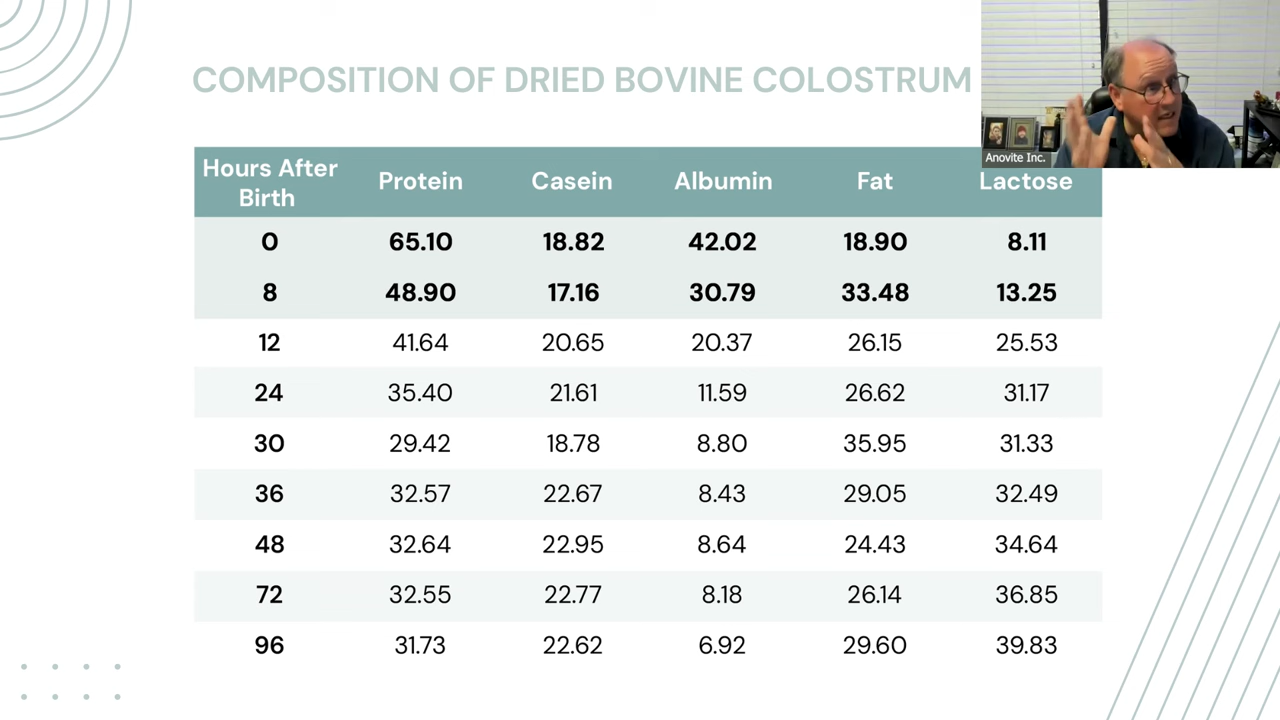 COMPOSITION OF DRIED BOVINE COLOSTRUM
Anovite Inc.
Hours After Birth Protein Casein Albumin Fat Lactose
0 65.10 18.82 42.02 18.90 8.11
8 48.90 17.16 30.79 33.48 13.25
12 41.64 20.65 20.37 26.15 25.53
24 35.40 21.61 11.59 26.62 31.17
30 29.42 18.78 8.80 35.95 31.33
36 32.57 22.67 8.43 29.05 32.49
48 32.64 22.95 8.64 24.43 34.64
72 32.55 22.77 8.18 26.14 36.85
96 31.73 22.62 6.92 29.60 39.83